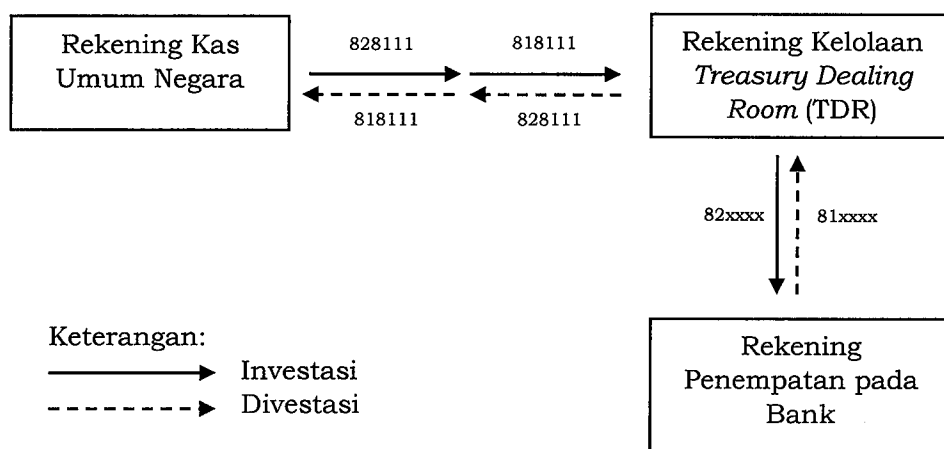 Rekening Kas
Umum Negara
828111
818111
818111
828111
Rekening Kelolaan
Treasury Dealing
Room (TDR)
82xxxx
81xxxx
Keterangan:
Investasi
Divestasi
Rekening
Penempatan pada
Bank